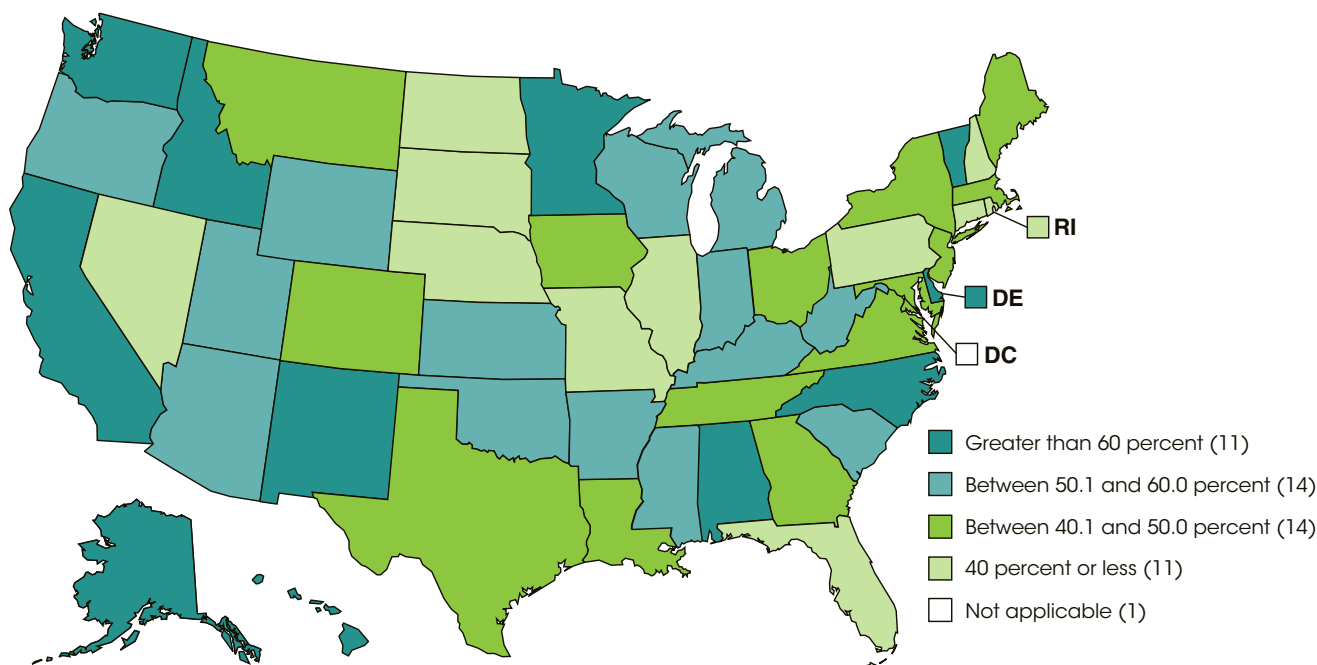 RI
DE
DC
Greater than 60 percent (11)
Between 50.1 and 60.0 percent (14)
Between 40.1 and 50.0 percent (14)
40 percent or less (11)
Not applicable (1)